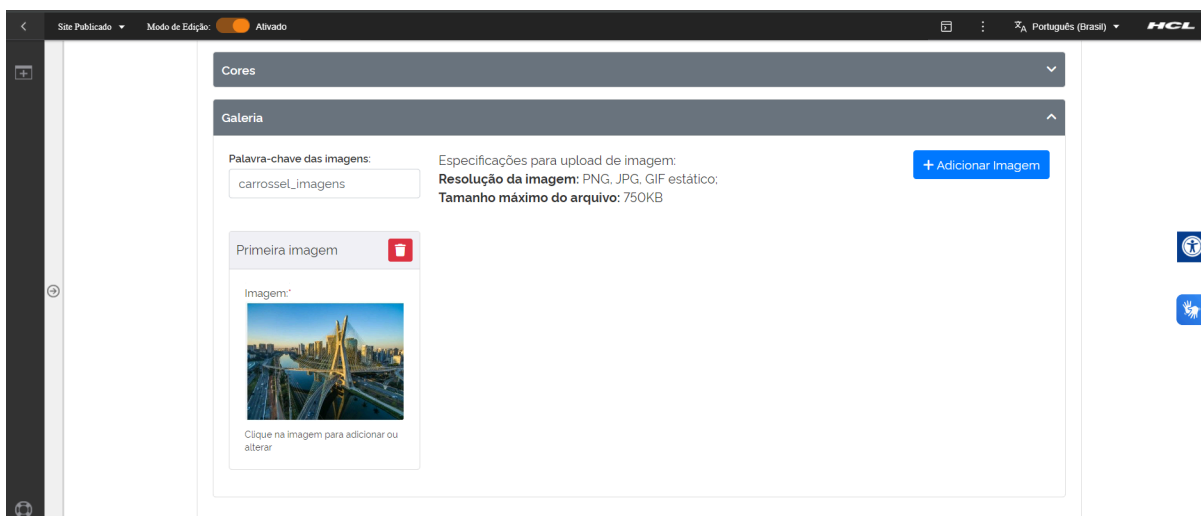 Site Publicado
Modo de Edição:
Ativado
Português (Brasil)
HCL
Cores
Galeria
Palavra-chave das imagens:
carrossel_imagens
Especificações para upload de imagem:
Resolução da imagem: PNG, JPG, GIF estático;
Tamanho máximo do arquivo: 750KB
+ Adicionar Imagem
Primeira imagem
Imagem:*
Clique na imagem para adicionar ou
alterar